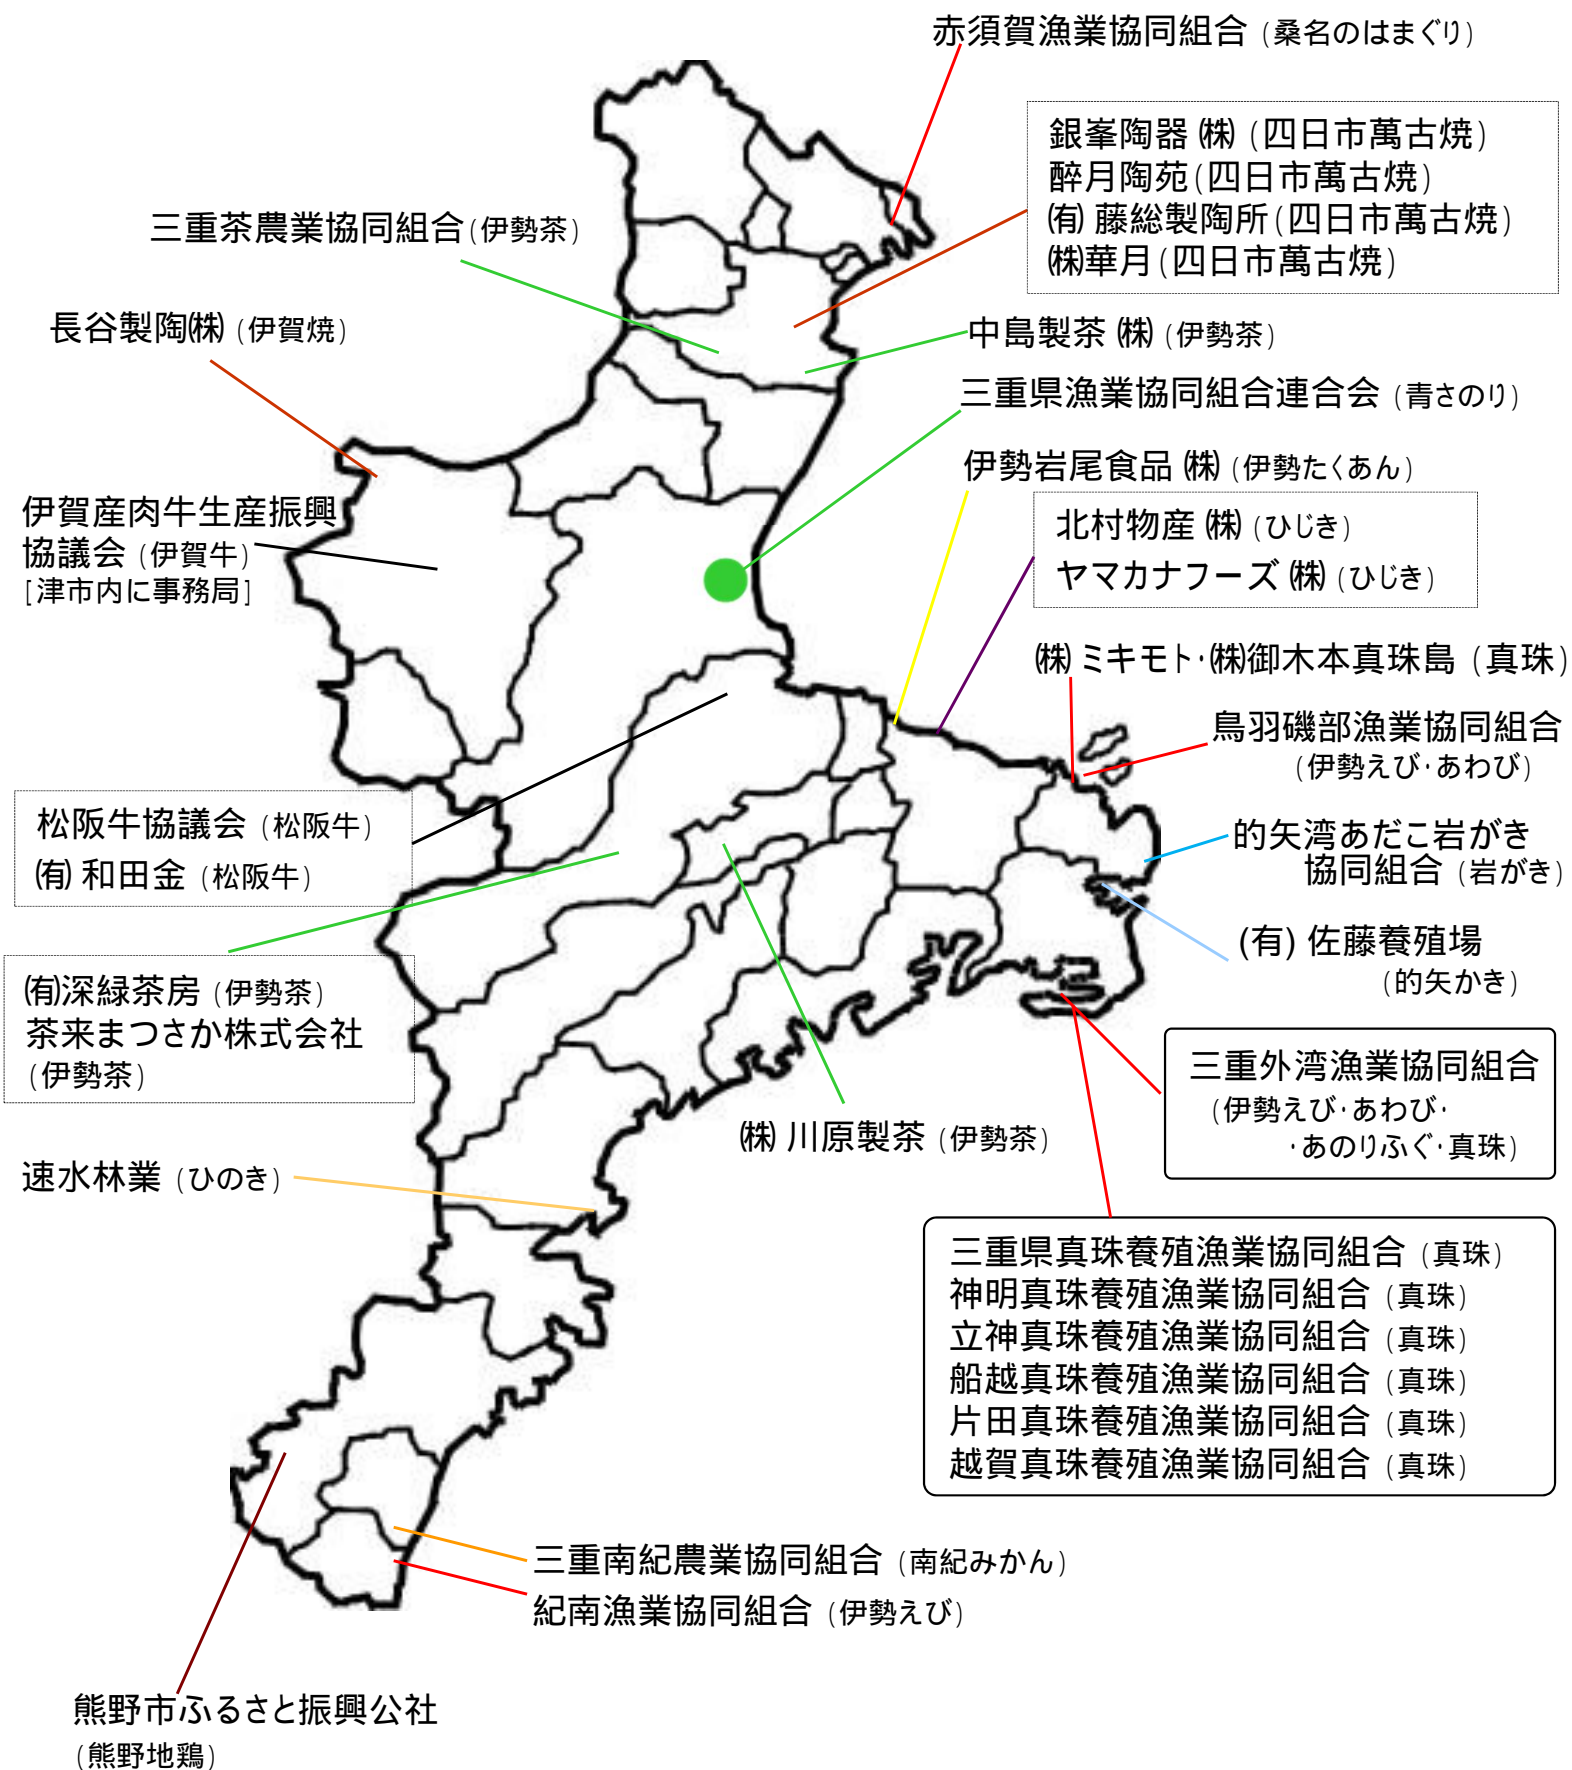 赤須賀漁業協同組合 (桑名のはまぐり)
銀峯陶器 ㈱ (四日市萬古焼)
醉月陶苑(四日市萬古焼)
㈲ 藤総製陶所(四日市萬古焼)
㈱華月(四日市萬古焼)
三重茶農業協同組合(伊勢茶)
長谷製陶㈱ (伊賀焼)
中島製茶 ㈱ (伊勢茶)
三重県漁業協同組合連合会 (青さのり)
伊勢岩尾食品 ㈱ (伊勢たくあん)
伊賀産肉牛生産振興
協議会 (伊賀牛)
[津市内に事務局]
北村物産 ㈱ (ひじき)
ヤマカナフーズ ㈱ (ひじき)
㈱ ミキモト・㈱御木本真珠島 (真珠)
鳥羽磯部漁業協同組合
(伊勢えび・あわび)
松阪牛協議会 (松阪牛)
㈲ 和田金 (松阪牛)
的矢湾あだこ岩がき
協同組合 (岩がき)
(有) 佐藤養殖場
(的矢かき)
㈲深緑茶房 (伊勢茶)
茶来まつさか株式会社
(伊勢茶)
三重外湾漁業協同組合
(伊勢えび・あわび・
・あのりふぐ・真珠)
㈱ 川原製茶 (伊勢茶)
速水林業 (ひのき)
三重県真珠養殖漁業協同組合 (真珠)
神明真珠養殖漁業協同組合 (真珠)
立神真珠養殖漁業協同組合 (真珠)
船越真珠養殖漁業協同組合 (真珠)
片田真珠養殖漁業協同組合 (真珠)
越賀真珠養殖漁業協同組合 (真珠)
三重南紀農業協同組合 (南紀みかん)
紀南漁業協同組合 (伊勢えび)
熊野市ふるさと振興公社
(熊野地鶏)